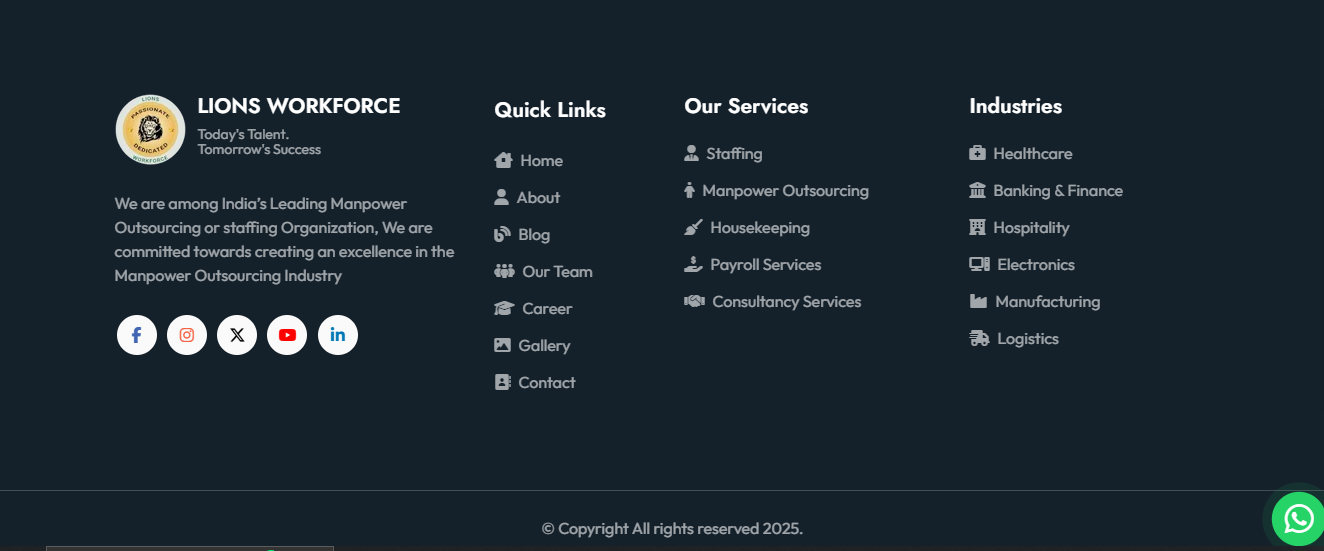 LIONS
PASSIONATE
DEDICATED
WORKFORCE
LIONS WORKFORCE
Today's Talent.
Tomorrow's Success
We are among India's Leading Manpower
Outsourcing or staffing Organization, We are
committed towards creating an excellence in the
Manpower Outsourcing Industry
Quick Links
Home
About
Blog
Our Team
Career
Gallery
Contact
Our Services
Staffing
Manpower Outsourcing
Housekeeping
Payroll Services
Consultancy Services
Industries
Healthcare
Banking & Finance
Hospitality
Electronics
Manufacturing
Logistics
© Copyright All rights reserved 2025.